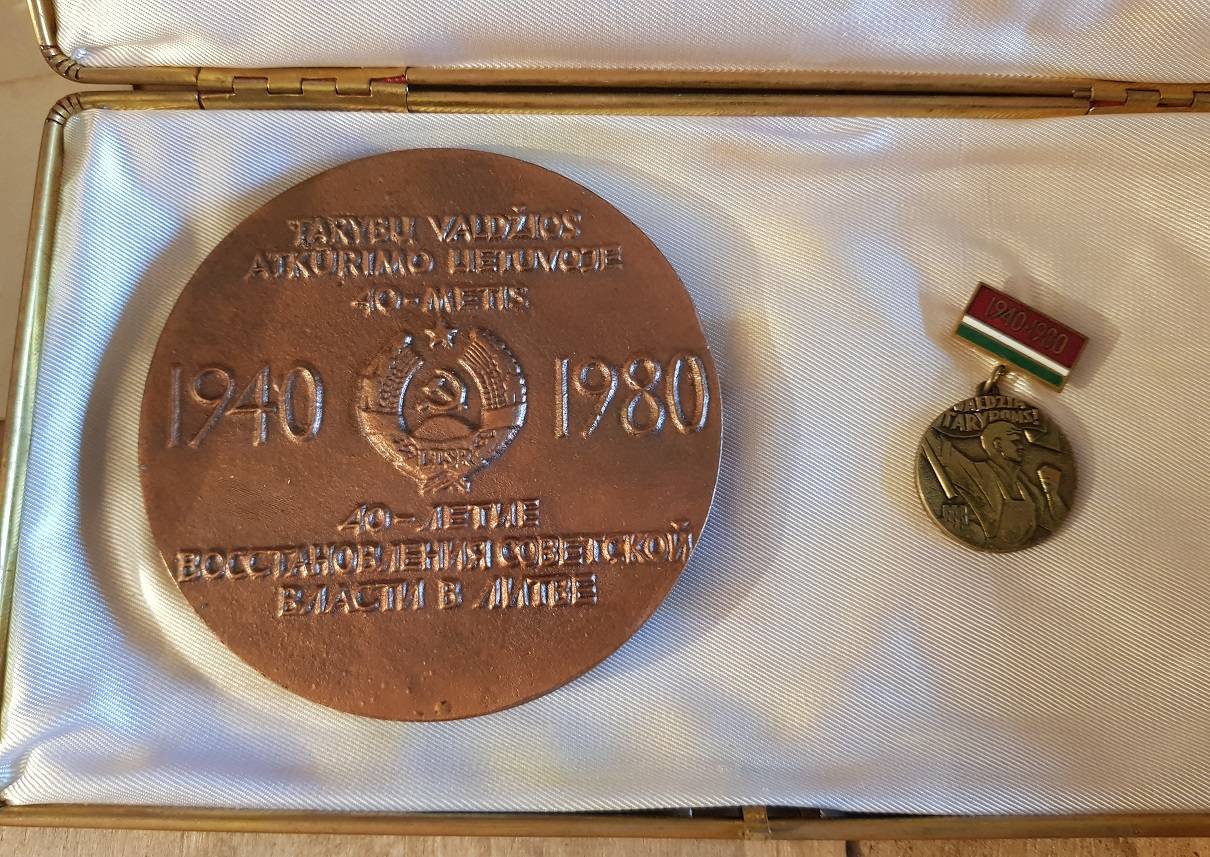 TARYBŲ VALDŽIOS
ATKŪRIMO LIETUVOJE
40-METIS
1940
1980
LTSR
40-ЛЕТИЕ
ВОССТАНОВЛЕНИЯ СОВЕТСКОЙ
ВЛАСТИ В ЛИТВЕ
1940-1980
VALDŽIA
TARYBOMS!